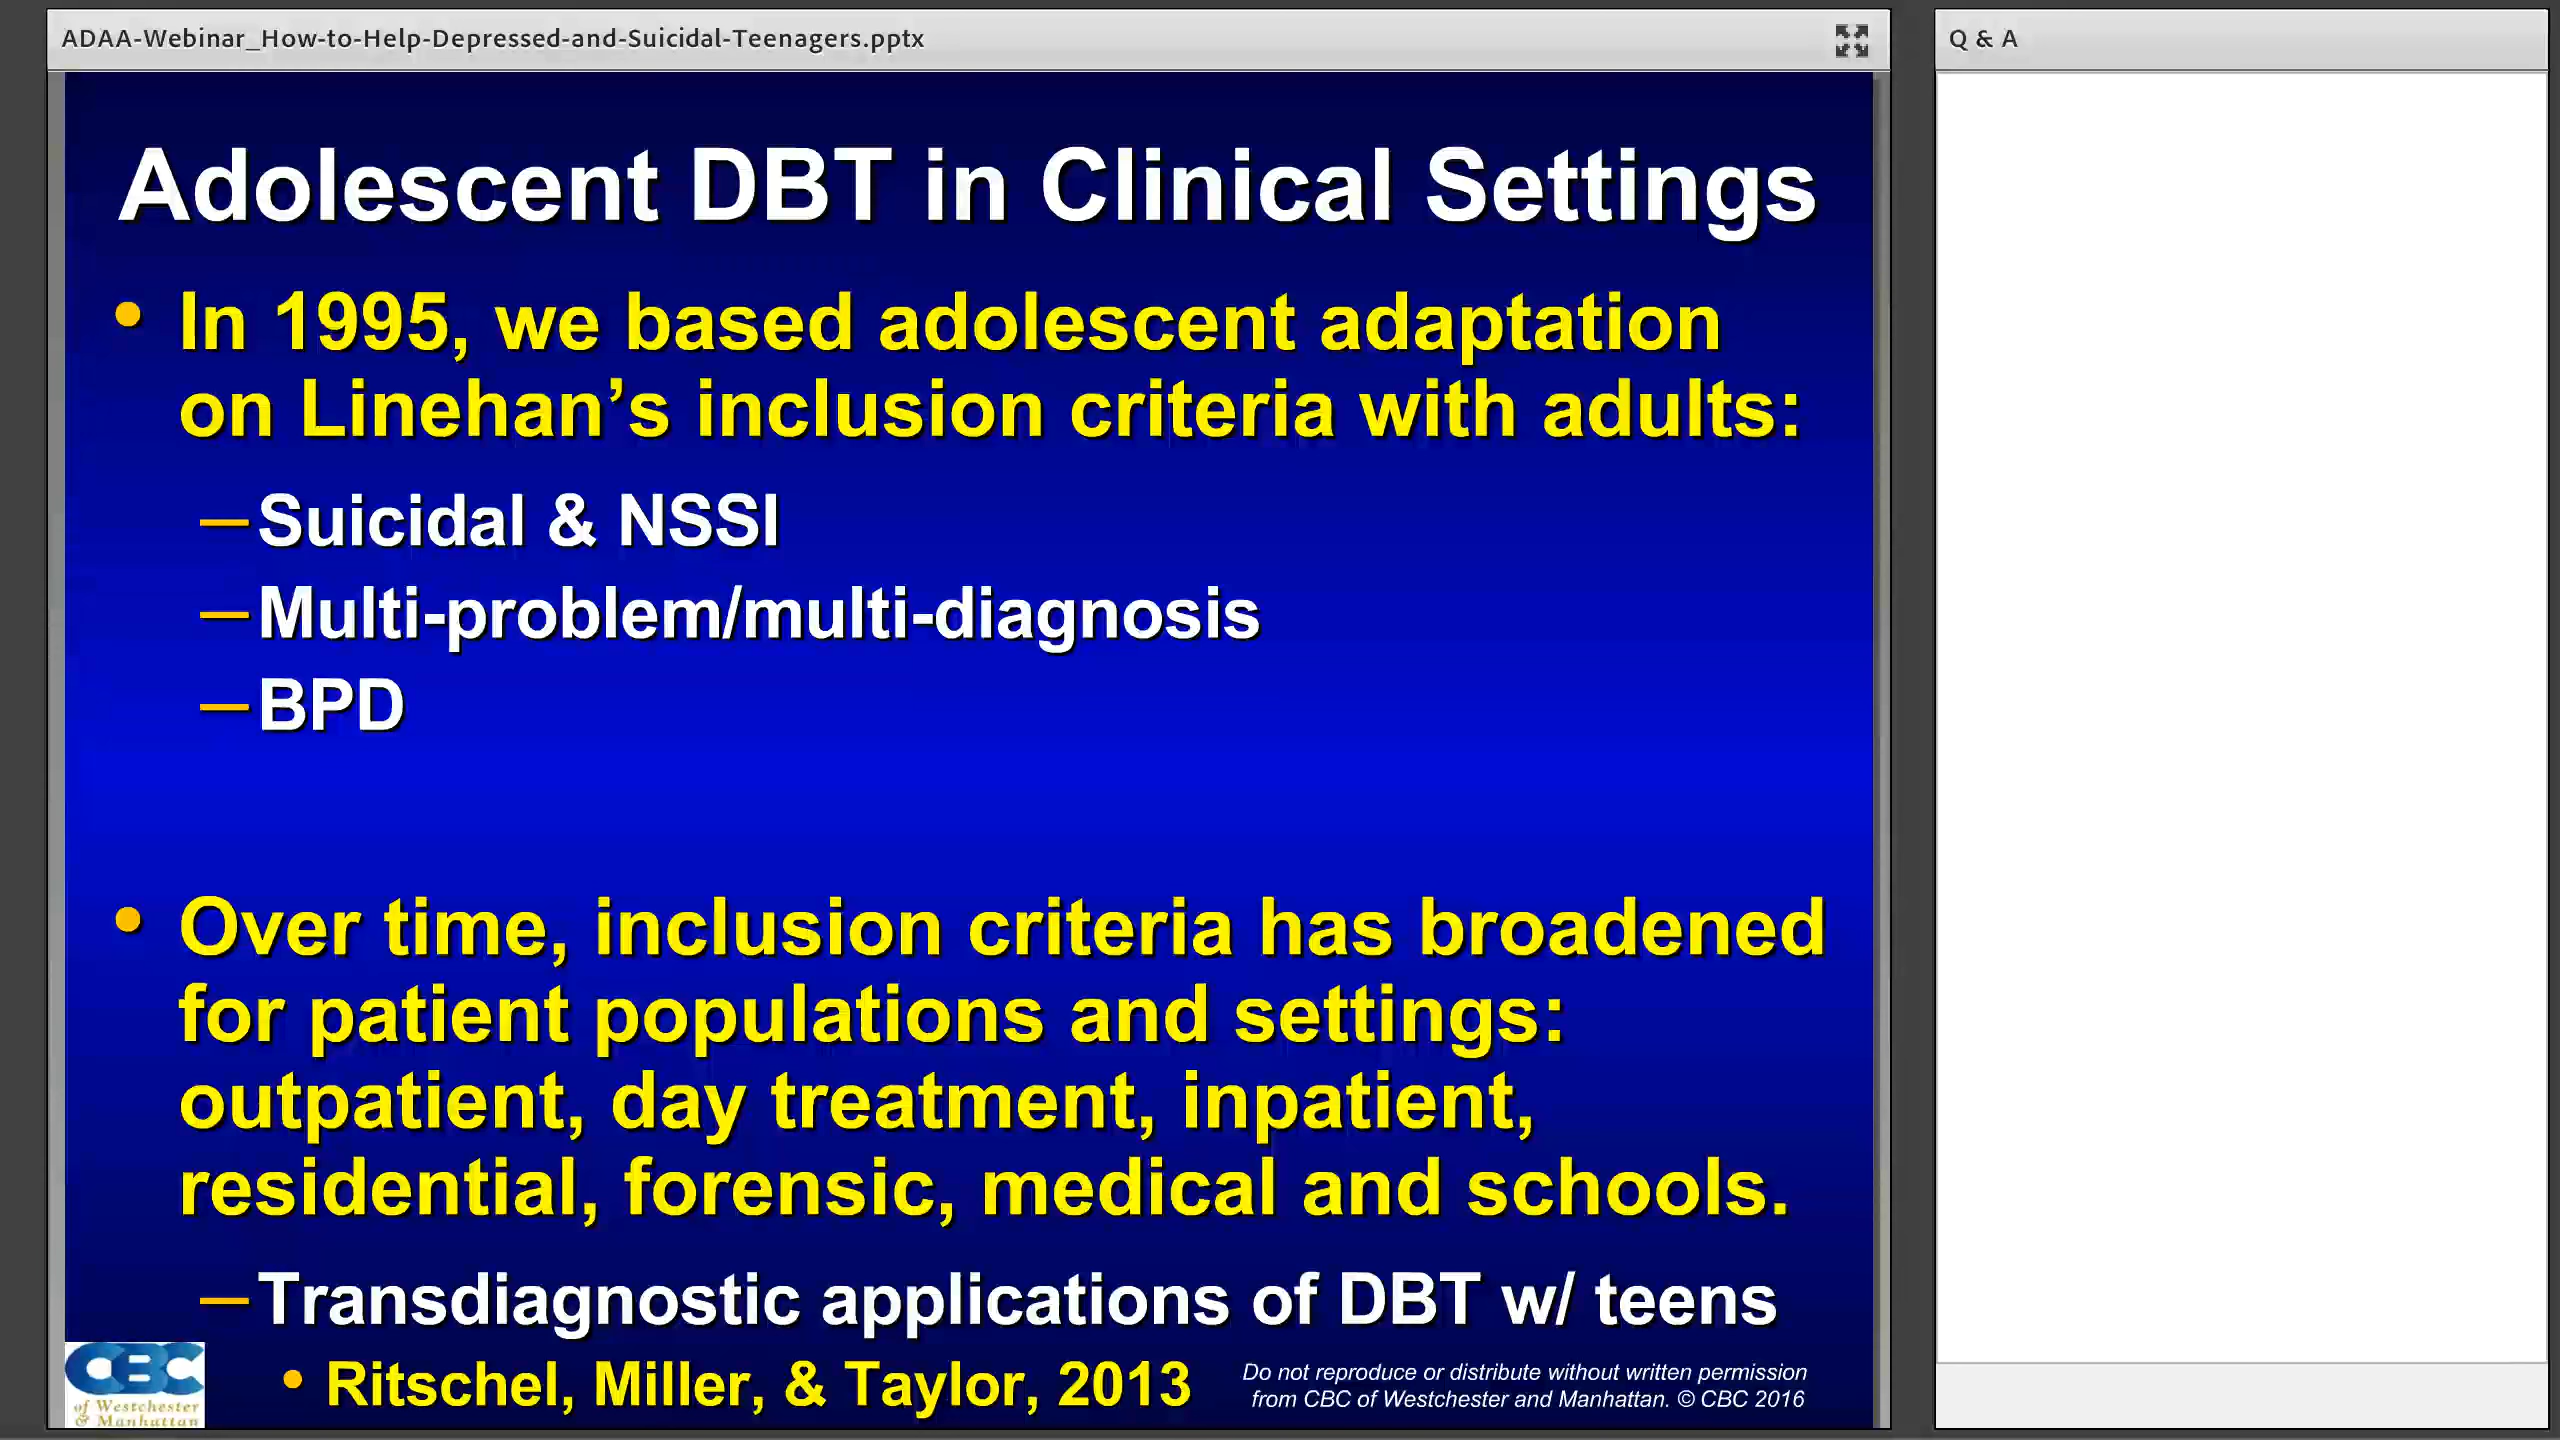 ADAA-Webinar_How-to-Help-Depressed-and-Suicidal-Teenagers.pptx
Q & A
Adolescent DBT in Clinical Settings
• In 1995, we based adolescent adaptation
on Linehan’s inclusion criteria with adults:
–Suicidal & NSSI
–Multi-problem/multi-diagnosis
–BPD
• Over time, inclusion criteria has broadened
for patient populations and settings:
outpatient, day treatment, inpatient,
residential, forensic, medical and schools.
–Transdiagnostic applications of DBT w/ teens
• Ritschel, Miller, & Taylor, 2013
Do not reproduce or distribute without written permission
from CBC of Westchester and Manhattan. © CBC 2016
CBC
of Westchester
& Manhattan